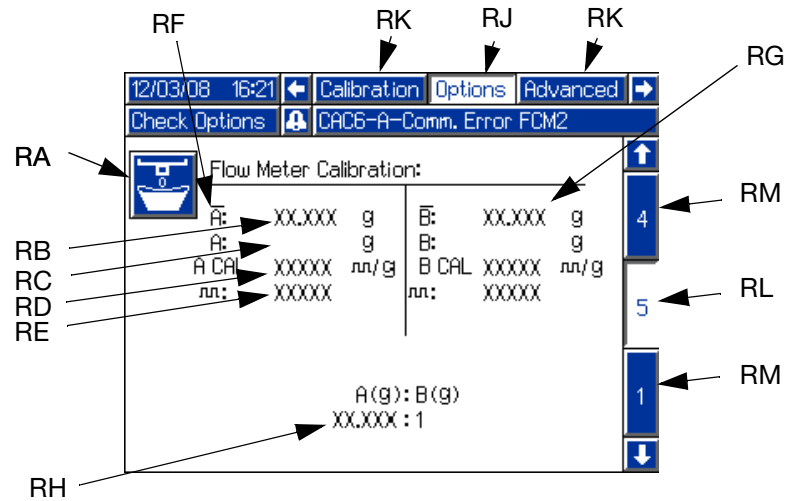 RF RK RJ RK RG
12/03/08 16:21 Calibration Options Advanced
Check Options CAC6-A-Comm. Error FCM2
RA
0
Flow Meter Calibration:
A̅: XX.XXX g B̅: XX.XXX g
4 RM
RB
A: g B: g
RC
A CAL XXXXX ⎍⎍/g B CAL XXXXX ⎍⎍/g
RD
⎍⎍: XXXXX ⎍⎍: XXXXX
RE
5 RL
A(g):B(g)
1 RM
XX.XXX :1
RH